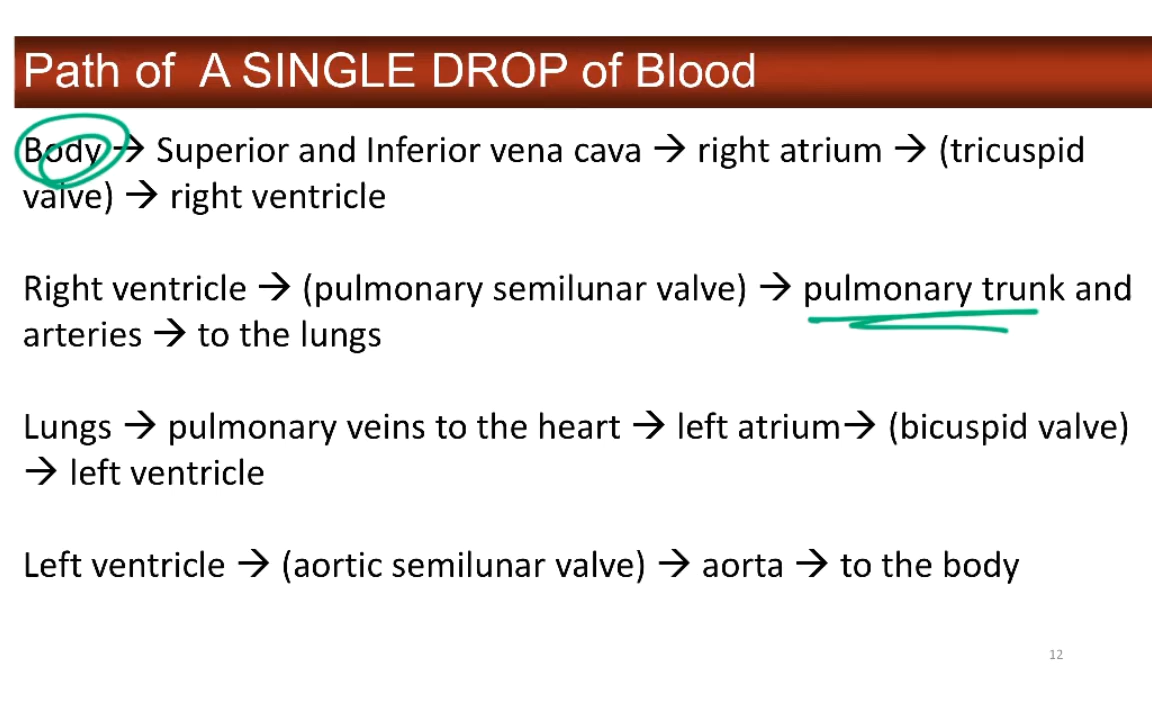 Path of A SINGLE DROP of Blood
Body → Superior and Inferior vena cava → right atrium → (tricuspid
valve) → right ventricle
Right ventricle → (pulmonary semilunar valve) → pulmonary trunk and
arteries → to the lungs
Lungs → pulmonary veins to the heart → left atrium→ (bicuspid valve)
→ left ventricle
Left ventricle → (aortic semilunar valve) → aorta → to the body
12